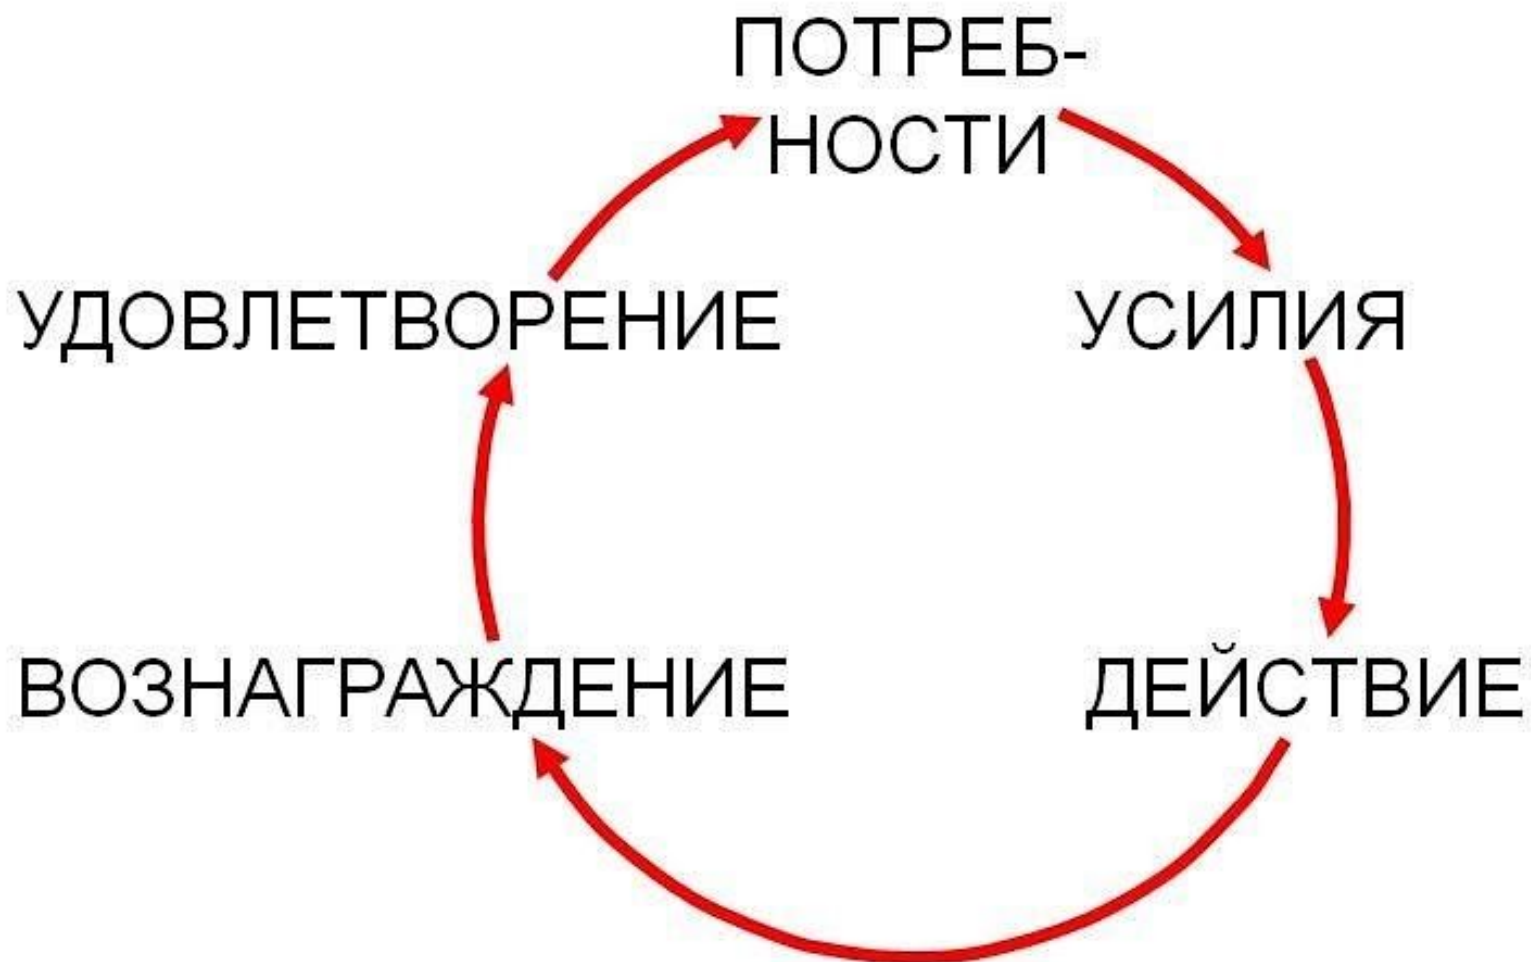 ПОТРЕБ-
НОСТИ
УДОВЛЕТВОРЕНИЕ
УСИЛИЯ
ВОЗНАГРАЖДЕНИЕ
ДЕЙСТВИЕ